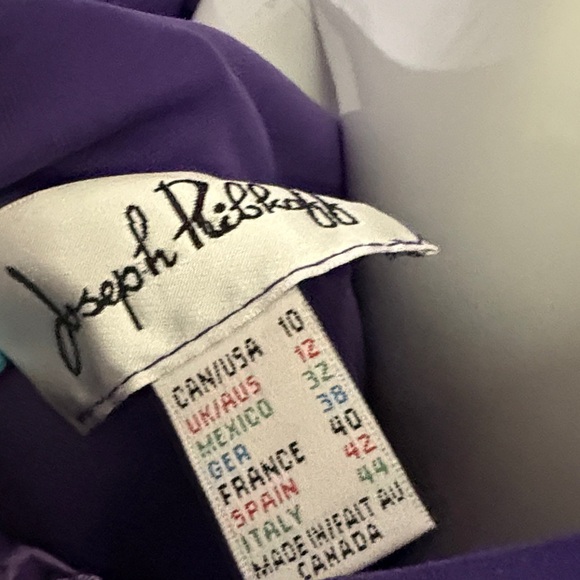 Joseph Ribkoff
CAN/USA 10
UK/AUS 12
MEXICO 32
GER 38
FRANCE 40
SPAIN 42
ITALY 44
MADE IN/FAIT AU
CANADA